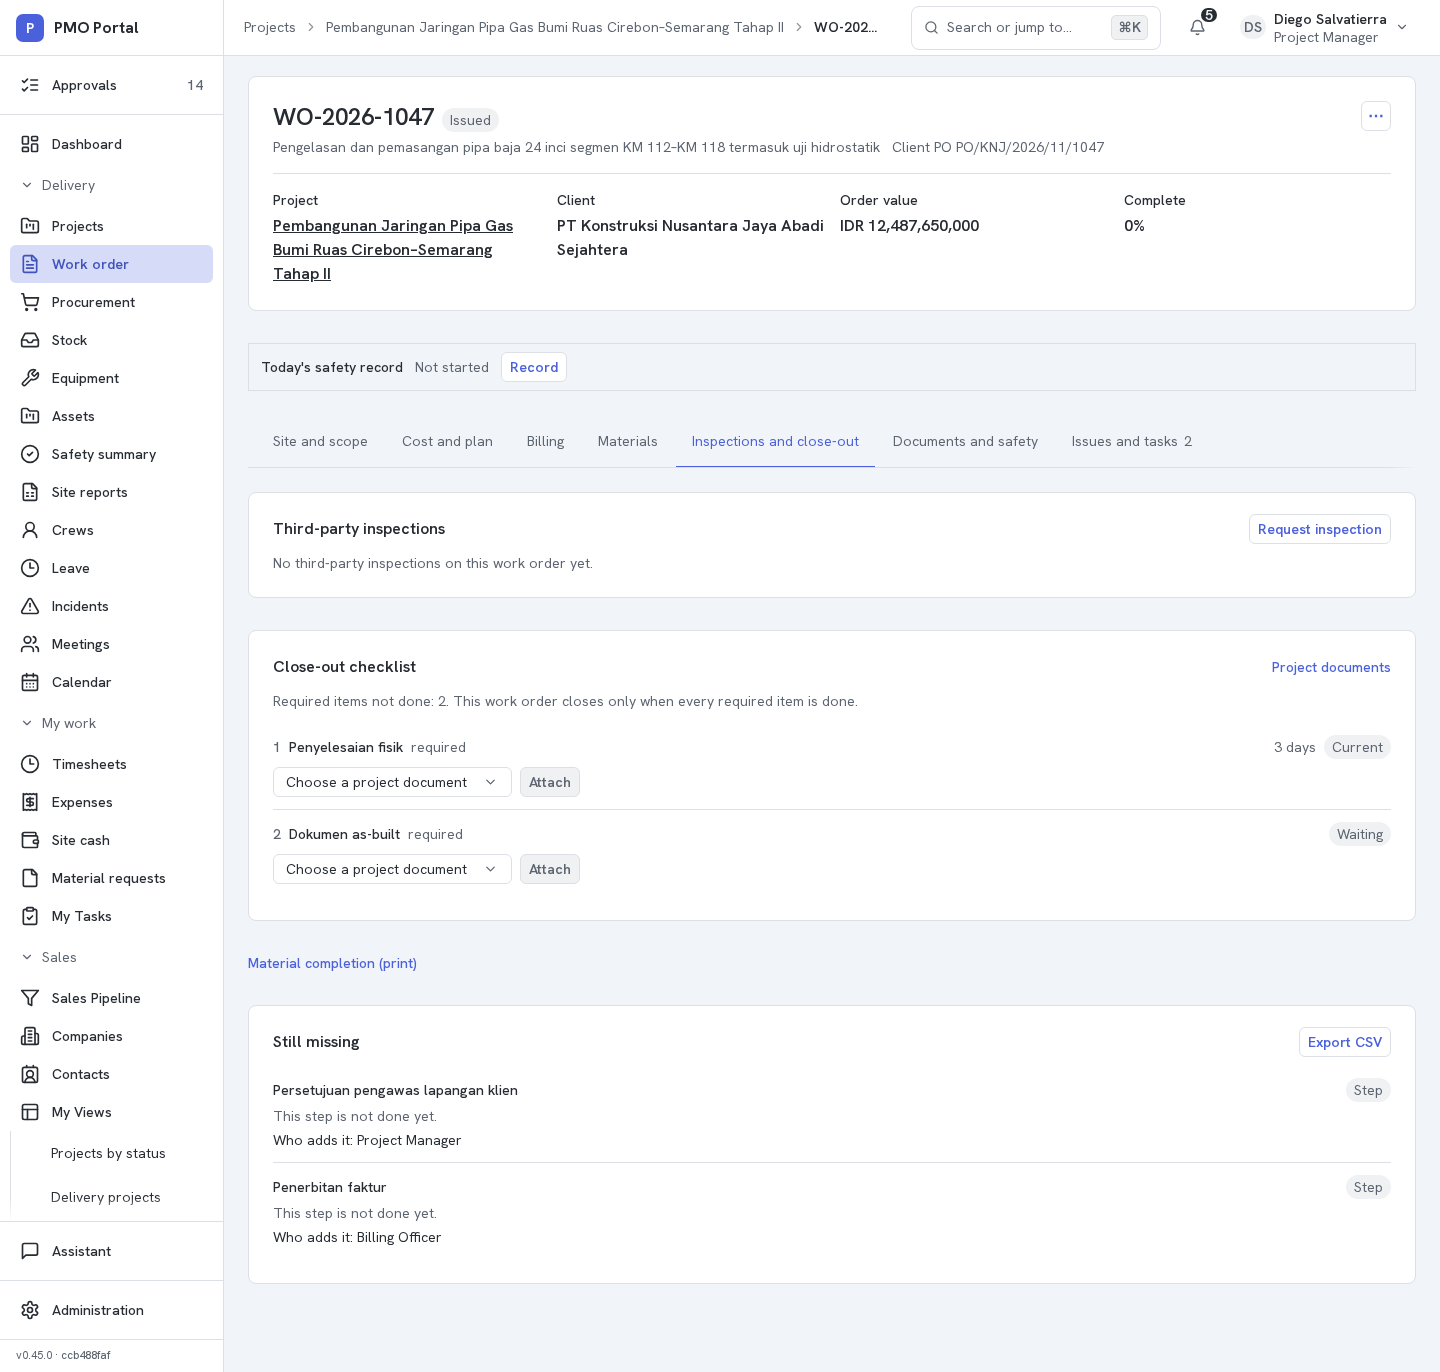 P PMO Portal
Projects
Pembangunan Jaringan Pipa Gas Bumi Ruas Cirebon–Semarang Tahap II
WO-202...
Search or jump to...
⌘K
5
DS
Diego Salvatierra
Project Manager
Approvals 14
Dashboard
Delivery
Projects
Work order
Procurement
Stock
Equipment
Assets
Safety summary
Site reports
Crews
Leave
Incidents
Meetings
Calendar
My work
Timesheets
Expenses
Site cash
Material requests
My Tasks
Sales
Sales Pipeline
Companies
Contacts
My Views
Projects by status
Delivery projects
Assistant
Administration
v0.45.0 · ccb488faf
WO-2026-1047 Issued
Pengelasan dan pemasangan pipa baja 24 inci segmen KM 112–KM 118 termasuk uji hidrostatik Client PO PO/KNJ/2026/11/1047
Project
Pembangunan Jaringan Pipa Gas
Bumi Ruas Cirebon–Semarang
Tahap II
Client
PT Konstruksi Nusantara Jaya Abadi
Sejahtera
Order value
IDR 12,487,650,000
Complete
0%
Today's safety record Not started Record
Site and scope
Cost and plan
Billing
Materials
Inspections and close-out
Documents and safety
Issues and tasks 2
Third-party inspections
Request inspection
No third-party inspections on this work order yet.
Close-out checklist
Project documents
Required items not done: 2. This work order closes only when every required item is done.
1 Penyelesaian fisik required
3 days Current
Choose a project document Attach
2 Dokumen as-built required
Waiting
Choose a project document Attach
Material completion (print)
Still missing
Export CSV
Persetujuan pengawas lapangan klien
Step
This step is not done yet.
Who adds it: Project Manager
Penerbitan faktur
Step
This step is not done yet.
Who adds it: Billing Officer